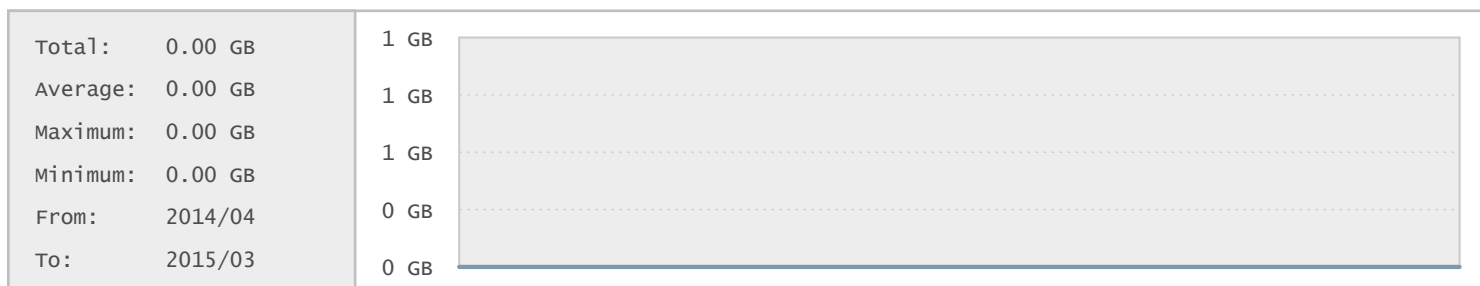 Total: 0.00 GB
Average: 0.00 GB
Maximum: 0.00 GB
Minimum: 0.00 GB
From: 2014/04
To: 2015/03
1 GB
1 GB
1 GB
0 GB
0 GB